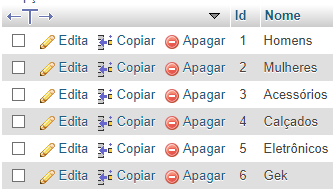 Id Nome
Edita Copiar Apagar 1 Homens
Edita Copiar Apagar 2 Mulheres
Edita Copiar Apagar 3 Acessórios
Edita Copiar Apagar 4 Calçados
Edita Copiar Apagar 5 Eletrônicos
Edita Copiar Apagar 6 Gek